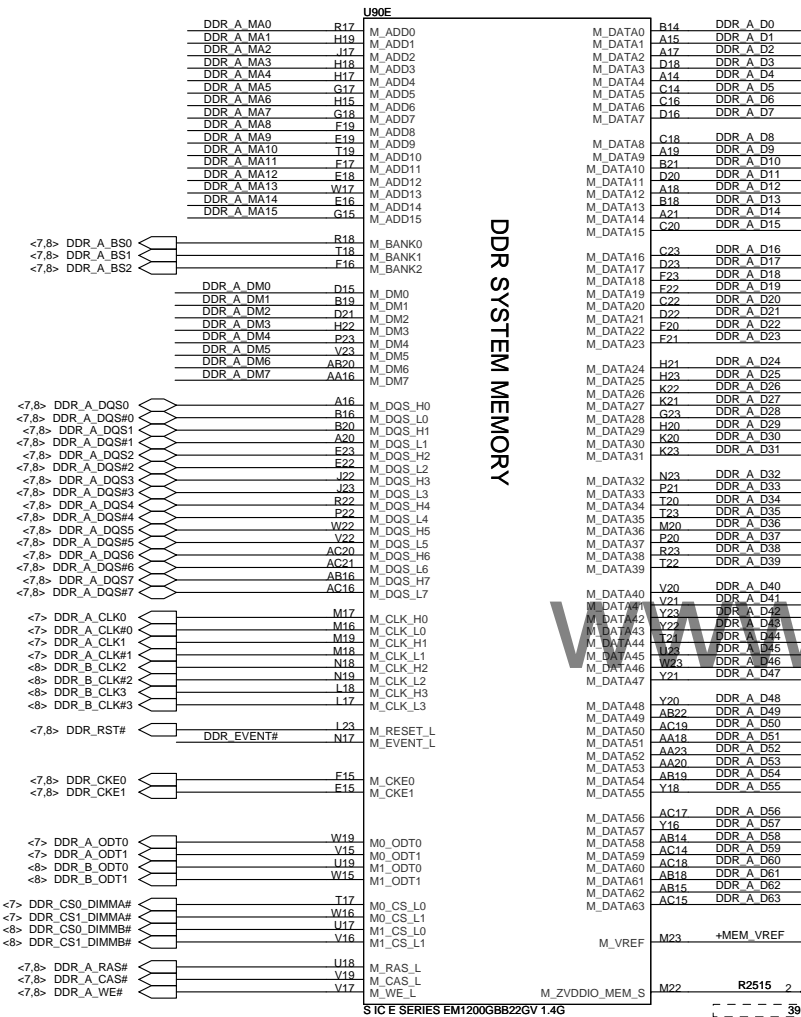 U90E
DDR_A_MA0 R17 M_ADD0 M_DATA0 B14 DDR_A_D0
DDR_A_MA1 H19 M_ADD1 M_DATA1 A15 DDR_A_D1
DDR_A_MA2 J17 M_ADD2 M_DATA2 A17 DDR_A_D2
DDR_A_MA3 H18 M_ADD3 M_DATA3 D18 DDR_A_D3
DDR_A_MA4 H17 M_ADD4 M_DATA4 A14 DDR_A_D4
DDR_A_MA5 G17 M_ADD5 M_DATA5 C14 DDR_A_D5
DDR_A_MA6 H15 M_ADD6 M_DATA6 C16 DDR_A_D6
DDR_A_MA7 G18 M_ADD7 M_DATA7 D16 DDR_A_D7
DDR_A_MA8 F19 M_ADD8
DDR_A_MA9 E19 M_ADD9 M_DATA8 C18 DDR_A_D8
DDR_A_MA10 T19 M_ADD10 M_DATA9 A19 DDR_A_D9
DDR_A_MA11 F17 M_ADD11 M_DATA10 B21 DDR_A_D10
DDR_A_MA12 E18 M_ADD12 M_DATA11 D20 DDR_A_D11
DDR_A_MA13 W17 M_ADD13 M_DATA12 A18 DDR_A_D12
DDR_A_MA14 E16 M_ADD14 M_DATA13 B18 DDR_A_D13
DDR_A_MA15 G15 M_ADD15 M_DATA14 A21 DDR_A_D14
M_DATA15 C20 DDR_A_D15
<7,8> DDR_A_BS0 R18 M_BANK0
<7,8> DDR_A_BS1 T18 M_BANK1 M_DATA16 C23 DDR_A_D16
<7,8> DDR_A_BS2 F16 M_BANK2 M_DATA17 D23 DDR_A_D17
M_DATA18 F23 DDR_A_D18
DDR_A_DM0 D15 M_DM0 M_DATA19 F22 DDR_A_D19
DDR_A_DM1 B19 M_DM1 M_DATA20 C22 DDR_A_D20
DDR_A_DM2 D21 M_DM2 M_DATA21 D22 DDR_A_D21
DDR_A_DM3 H22 M_DM3 M_DATA22 F20 DDR_A_D22
DDR_A_DM4 P23 M_DM4 M_DATA23 F21 DDR_A_D23
DDR_A_DM5 V23 M_DM5
DDR_A_DM6 AB20 M_DM6 M_DATA24 H21 DDR_A_D24
DDR_A_DM7 AA16 M_DM7 M_DATA25 H23 DDR_A_D25
M_DATA26 K22 DDR_A_D26
<7,8> DDR_A_DQS0 A16 M_DQS_H0 M_DATA27 K21 DDR_A_D27
<7,8> DDR_A_DQS#0 B16 M_DQS_L0 M_DATA28 G23 DDR_A_D28
<7,8> DDR_A_DQS1 B20 M_DQS_H1 M_DATA29 H20 DDR_A_D29
<7,8> DDR_A_DQS#1 A20 M_DQS_L1 M_DATA30 K20 DDR_A_D30
<7,8> DDR_A_DQS2 E23 M_DQS_H2 M_DATA31 K23 DDR_A_D31
<7,8> DDR_A_DQS#2 E22 M_DQS_L2
<7,8> DDR_A_DQS3 J22 M_DQS_H3 M_DATA32 N23 DDR_A_D32
<7,8> DDR_A_DQS#3 J23 M_DQS_L3 M_DATA33 P21 DDR_A_D33
<7,8> DDR_A_DQS4 R22 M_DQS_H4 M_DATA34 T20 DDR_A_D34
<7,8> DDR_A_DQS#4 P22 M_DQS_L4 M_DATA35 T23 DDR_A_D35
<7,8> DDR_A_DQS5 W22 M_DQS_H5 M_DATA36 M20 DDR_A_D36
<7,8> DDR_A_DQS#5 V22 M_DQS_L5 M_DATA37 P20 DDR_A_D37
<7,8> DDR_A_DQS6 AC20 M_DQS_H6 M_DATA38 R23 DDR_A_D38
<7,8> DDR_A_DQS#6 AC21 M_DQS_L6 M_DATA39 T22 DDR_A_D39
<7,8> DDR_A_DQS7 AB16 M_DQS_H7
<7,8> DDR_A_DQS#7 AC16 M_DQS_L7 M_DATA40 V20 DDR_A_D40
M_DATA41 V21 DDR_A_D41
<7> DDR_A_CLK0 M17 M_CLK_H0 M_DATA42 Y23 DDR_A_D42
<7> DDR_A_CLK#0 M16 M_CLK_L0 M_DATA43 Y22 DDR_A_D43
<7> DDR_A_CLK1 M19 M_CLK_H1 M_DATA44 T21 DDR_A_D44
<7> DDR_A_CLK#1 M18 M_CLK_L1 M_DATA45 U23 DDR_A_D45
<8> DDR_B_CLK2 N18 M_CLK_H2 M_DATA46 W23 DDR_A_D46
<8> DDR_B_CLK#2 N19 M_CLK_L2 M_DATA47 Y21 DDR_A_D47
<8> DDR_B_CLK3 L18 M_CLK_H3
<8> DDR_B_CLK#3 L17 M_CLK_L3 M_DATA48 Y20 DDR_A_D48
M_DATA49 AB22 DDR_A_D49
<7,8> DDR_RST# L23 M_RESET_L M_DATA50 AC19 DDR_A_D50
DDR_EVENT# N17 M_EVENT_L M_DATA51 AA18 DDR_A_D51
M_DATA52 AA23 DDR_A_D52
M_DATA53 AA20 DDR_A_D53
<7,8> DDR_CKE0 F15 M_CKE0 M_DATA54 AB19 DDR_A_D54
<7,8> DDR_CKE1 E15 M_CKE1 M_DATA55 Y18 DDR_A_D55
M_DATA56 AC17 DDR_A_D56
M_DATA57 Y16 DDR_A_D57
<7> DDR_A_ODT0 W19 M0_ODT0 M_DATA58 AB14 DDR_A_D58
<7> DDR_A_ODT1 V15 M0_ODT1 M_DATA59 AC14 DDR_A_D59
<8> DDR_B_ODT0 U19 M1_ODT0 M_DATA60 AC18 DDR_A_D60
<8> DDR_B_ODT1 W15 M1_ODT1 M_DATA61 AB18 DDR_A_D61
M_DATA62 AB15 DDR_A_D62
<7> DDR_CS0_DIMMA# T17 M0_CS_L0 M_DATA63 AC15 DDR_A_D63
<7> DDR_CS1_DIMMA# W16 M0_CS_L1
<8> DDR_CS0_DIMMB# U17 M1_CS_L0
<8> DDR_CS1_DIMMB# V16 M1_CS_L1 M_VREF M23 +MEM_VREF
<7,8> DDR_A_RAS# U18 M_RAS_L
<7,8> DDR_A_CAS# V19 M_CAS_L
<7,8> DDR_A_WE# V17 M_WE_L M_ZVDDIO_MEM_S M22 R2515 2
S IC E SERIES EM1200GBB22GV 1.4G
39
DDR SYSTEM MEMORY
WWW